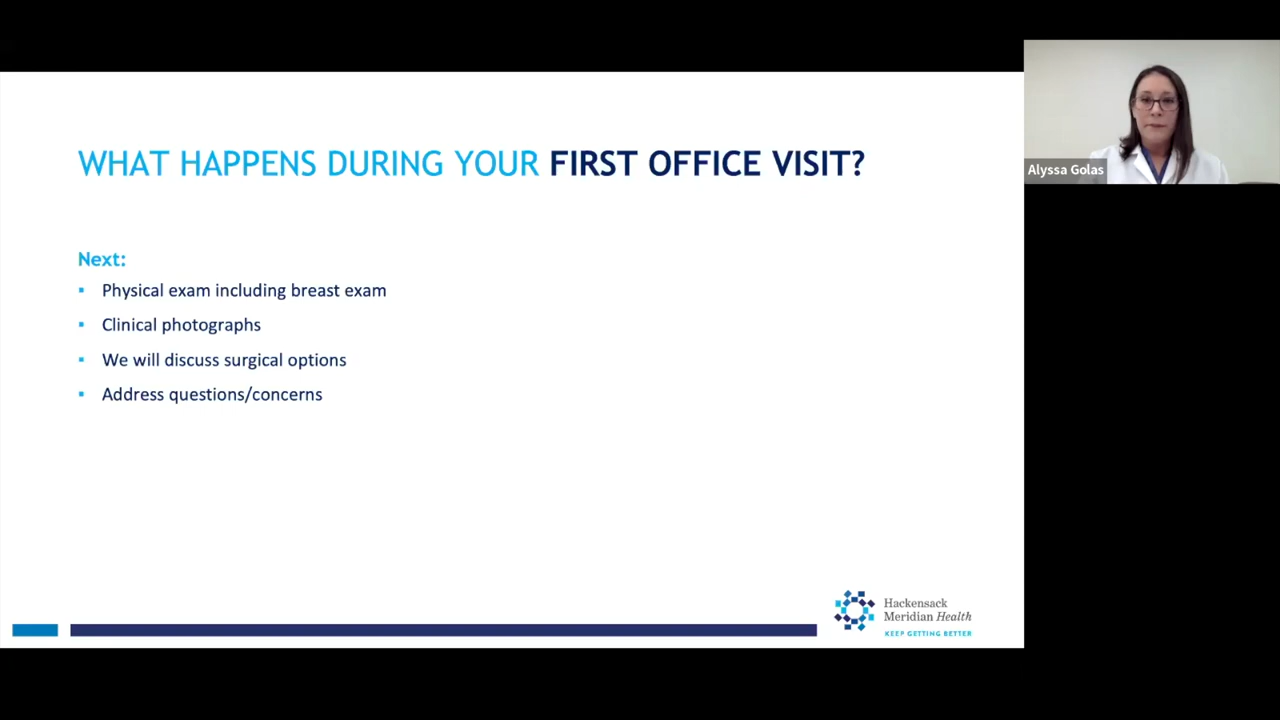 WHAT HAPPENS DURING YOUR FIRST OFFICE VISIT?
Alyssa Golas
Next:
▪ Physical exam including breast exam
▪ Clinical photographs
▪ We will discuss surgical options
▪ Address questions/concerns
Hackensack
Meridian Health
KEEP GETTING BETTER